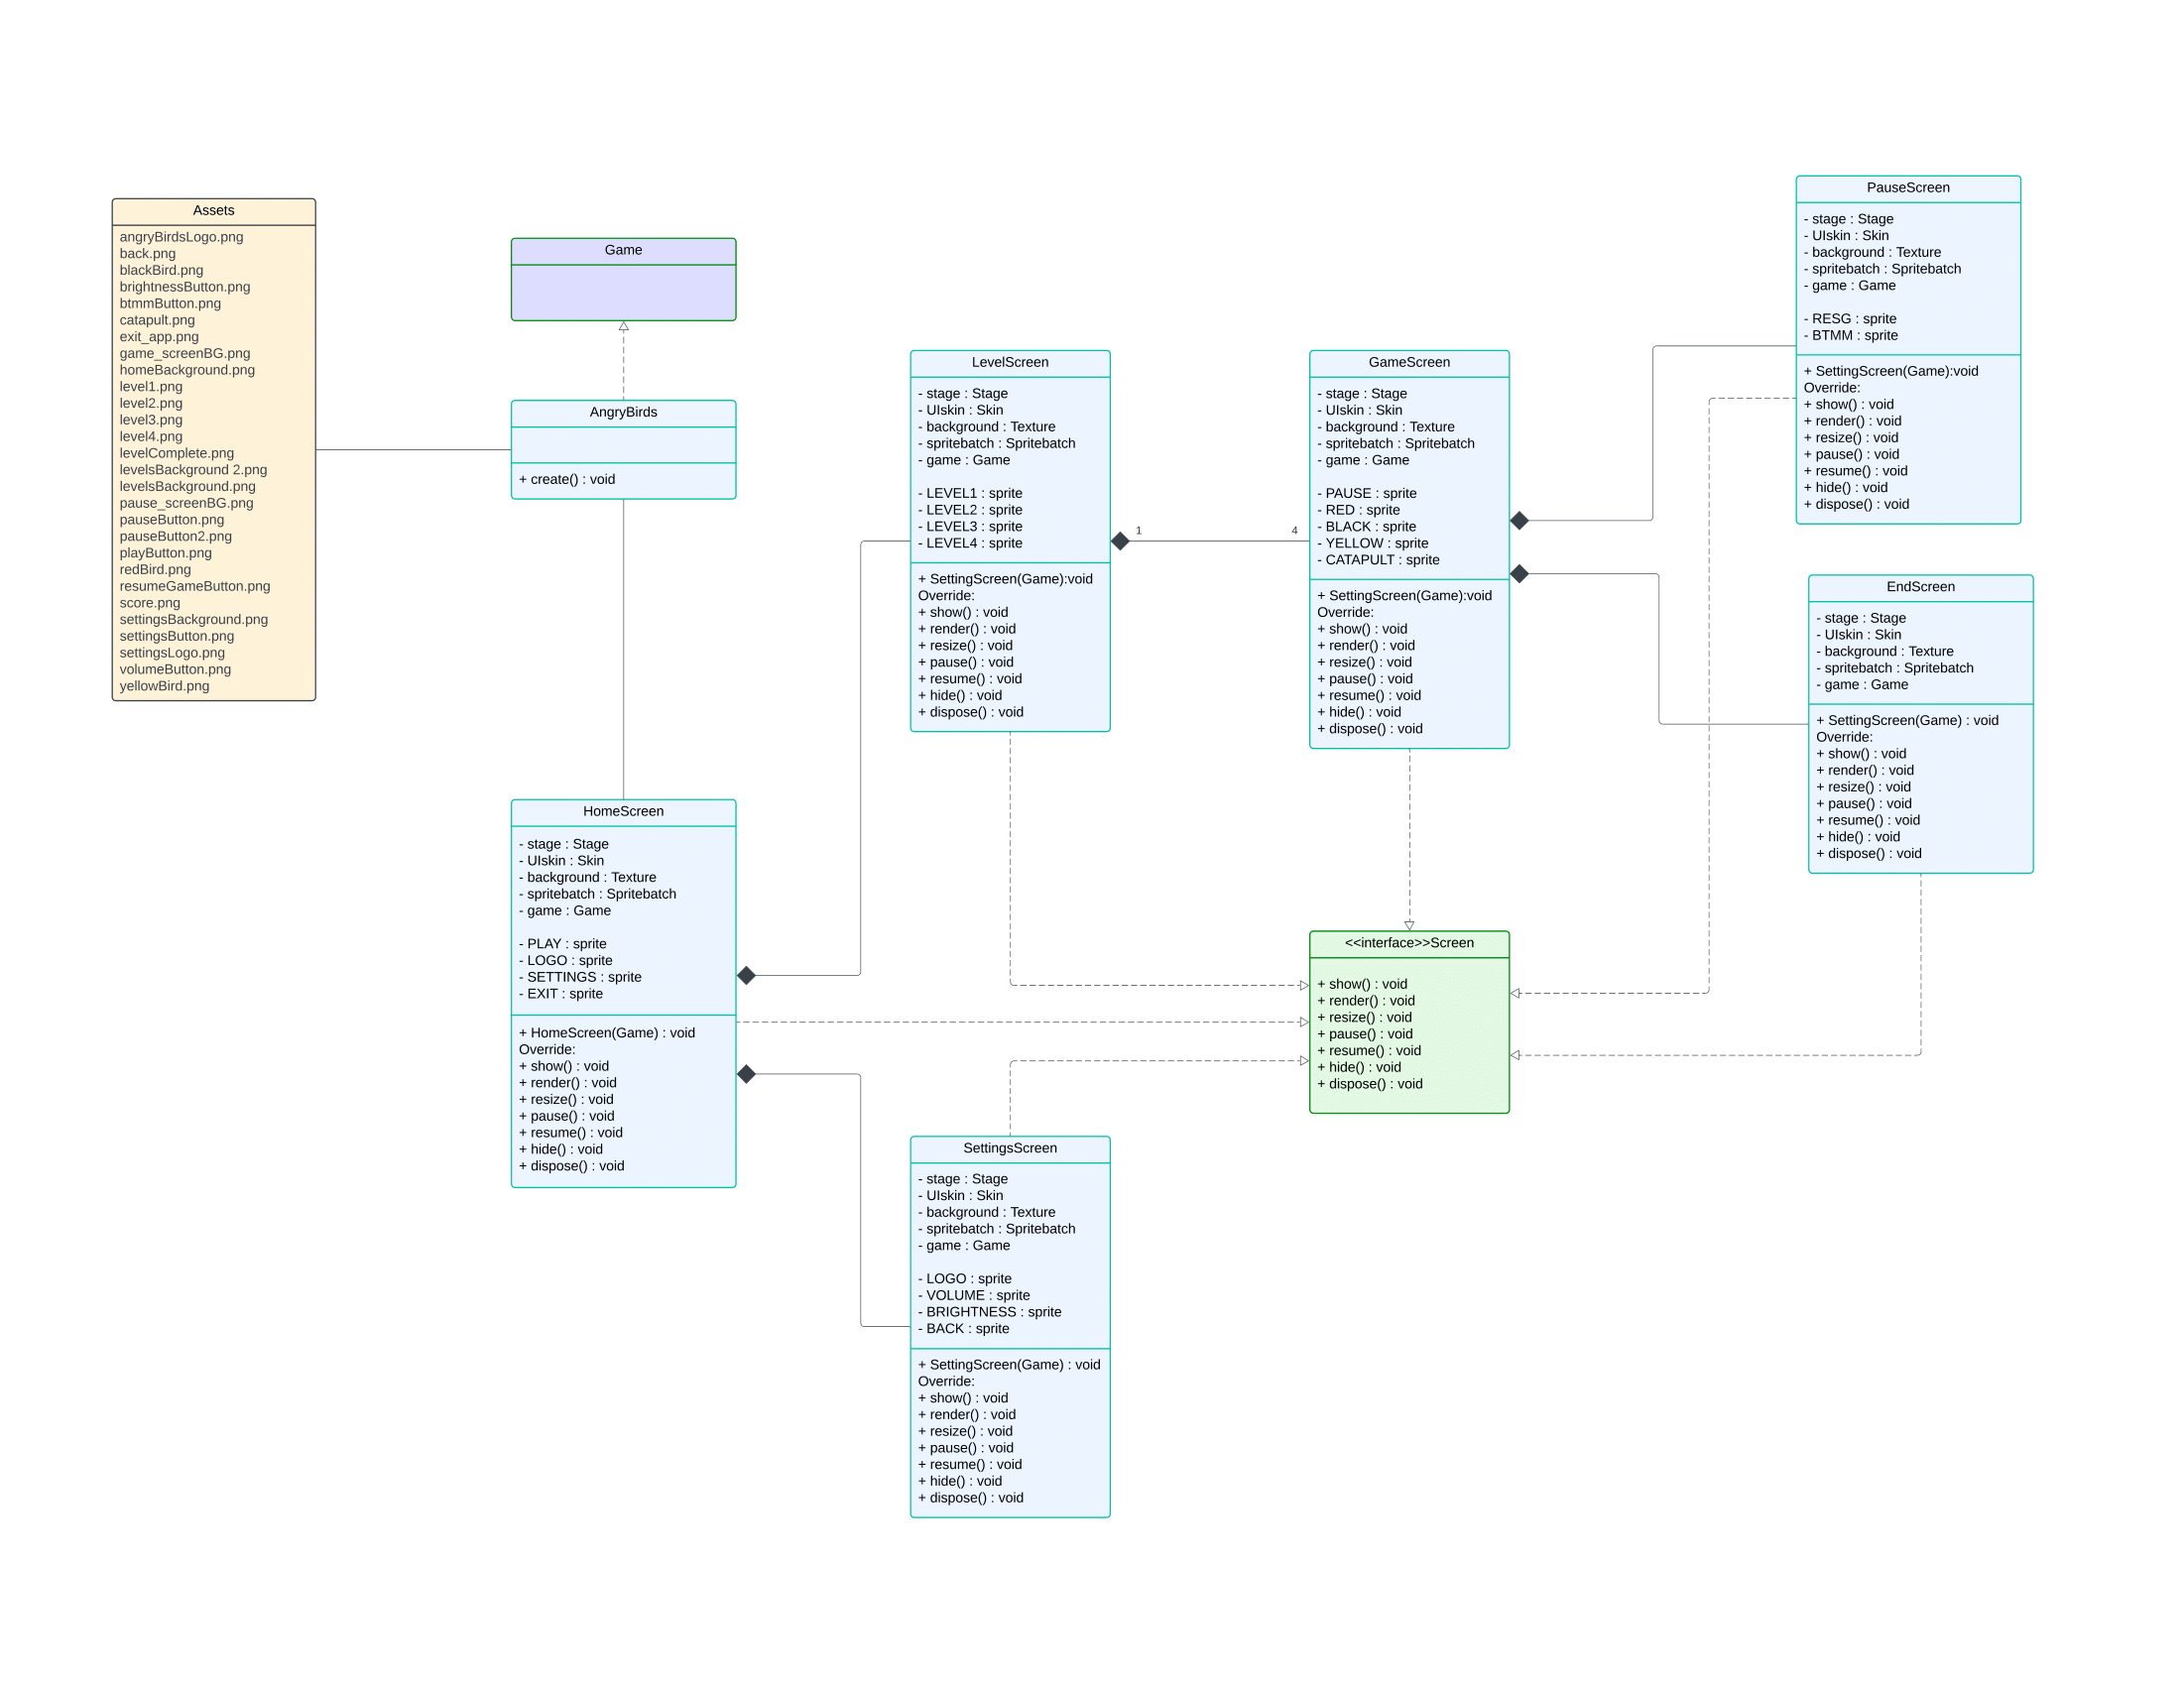 Assets
angryBirdsLogo.png
back.png
blackBird.png
brightnessButton.png
btmmButton.png
catapult.png
exit_app.png
game_screenBG.png
homeBackground.png
level1.png
level2.png
level3.png
level4.png
levelComplete.png
levelsBackground 2.png
levelsBackground.png
pause_screenBG.png
pauseButton.png
pauseButton2.png
playButton.png
redBird.png
resumeGameButton.png
score.png
settingsBackground.png
settingsButton.png
settingsLogo.png
volumeButton.png
yellowBird.png
Game
AngryBirds
+ create() : void
HomeScreen
- stage : Stage
- UIskin : Skin
- background : Texture
- spritebatch : Spritebatch
- game : Game
- PLAY : sprite
- LOGO : sprite
- SETTINGS : sprite
- EXIT : sprite
+ HomeScreen(Game) : void
Override:
+ show() : void
+ render() : void
+ resize() : void
+ pause() : void
+ resume() : void
+ hide() : void
+ dispose() : void
LevelScreen
- stage : Stage
- UIskin : Skin
- background : Texture
- spritebatch : Spritebatch
- game : Game
- LEVEL1 : sprite
- LEVEL2 : sprite
- LEVEL3 : sprite
- LEVEL4 : sprite
+ SettingScreen(Game):void
Override:
+ show() : void
+ render() : void
+ resize() : void
+ pause() : void
+ resume() : void
+ hide() : void
+ dispose() : void
1
4
SettingsScreen
- stage : Stage
- UIskin : Skin
- background : Texture
- spritebatch : Spritebatch
- game : Game
- LOGO : sprite
- VOLUME : sprite
- BRIGHTNESS : sprite
- BACK : sprite
+ SettingScreen(Game) : void
Override:
+ show() : void
+ render() : void
+ resize() : void
+ pause() : void
+ resume() : void
+ hide() : void
+ dispose() : void
GameScreen
- stage : Stage
- UIskin : Skin
- background : Texture
- spritebatch : Spritebatch
- game : Game
- PAUSE : sprite
- RED : sprite
- BLACK : sprite
- YELLOW : sprite
- CATAPULT : sprite
+ SettingScreen(Game):void
Override:
+ show() : void
+ render() : void
+ resize() : void
+ pause() : void
+ resume() : void
+ hide() : void
+ dispose() : void
<<interface>>Screen
+ show() : void
+ render() : void
+ resize() : void
+ pause() : void
+ resume() : void
+ hide() : void
+ dispose() : void
PauseScreen
- stage : Stage
- UIskin : Skin
- background : Texture
- spritebatch : Spritebatch
- game : Game
- RESG : sprite
- BTMM : sprite
+ SettingScreen(Game):void
Override:
+ show() : void
+ render() : void
+ resize() : void
+ pause() : void
+ resume() : void
+ hide() : void
+ dispose() : void
EndScreen
- stage : Stage
- UIskin : Skin
- background : Texture
- spritebatch : Spritebatch
- game : Game
+ SettingScreen(Game) : void
Override:
+ show() : void
+ render() : void
+ resize() : void
+ pause() : void
+ resume() : void
+ hide() : void
+ dispose() : void